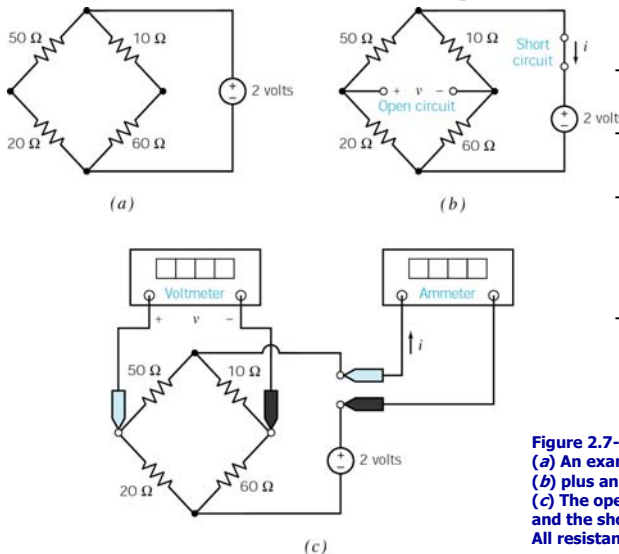 50 Ω 10 Ω
+
−
2 volts
20 Ω 60 Ω
(a)
50 Ω 10 Ω
Short
circuit
i
+ v −
Open circuit
+
−
2 volt
20 Ω 60 Ω
(b)
Voltmeter
+ v −
Ammeter
i
50 Ω 10 Ω
+
−
2 volts
20 Ω 60 Ω
(c)
Figure 2.7-
(a) An exam
(b) plus an
(c) The ope
and the sho
All resistan